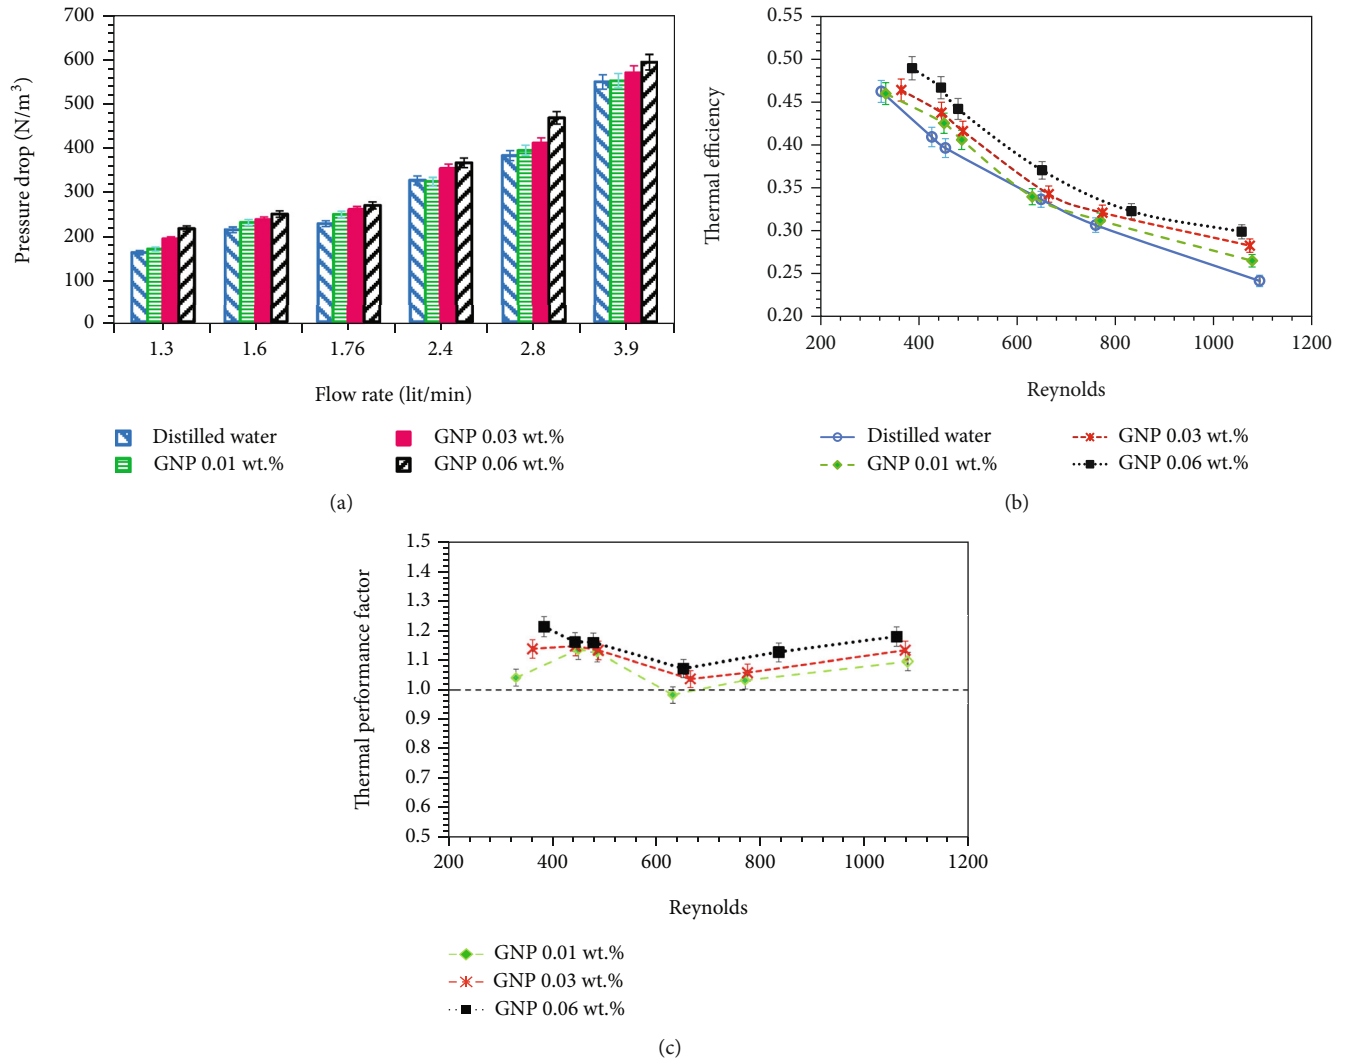 700
600
500
400
300
200
100
0
Pressure drop (N/m³)
1.3 1.6 1.76 2.4 2.8 3.9
Flow rate (lit/min)
Distilled water
GNP 0.01 wt.%
GNP 0.03 wt.%
GNP 0.06 wt.%
(a)
0.55
0.50
0.45
0.40
0.35
0.30
0.25
0.20
Thermal efficiency
200 400 600 800 1000 1200
Reynolds
Distilled water
GNP 0.01 wt.%
GNP 0.03 wt.%
GNP 0.06 wt.%
(b)
1.5
1.4
1.3
1.2
1.1
1.0
0.9
0.8
0.7
0.6
0.5
Thermal performance factor
200 400 600 800 1000 1200
Reynolds
GNP 0.01 wt.%
GNP 0.03 wt.%
GNP 0.06 wt.%
(c)